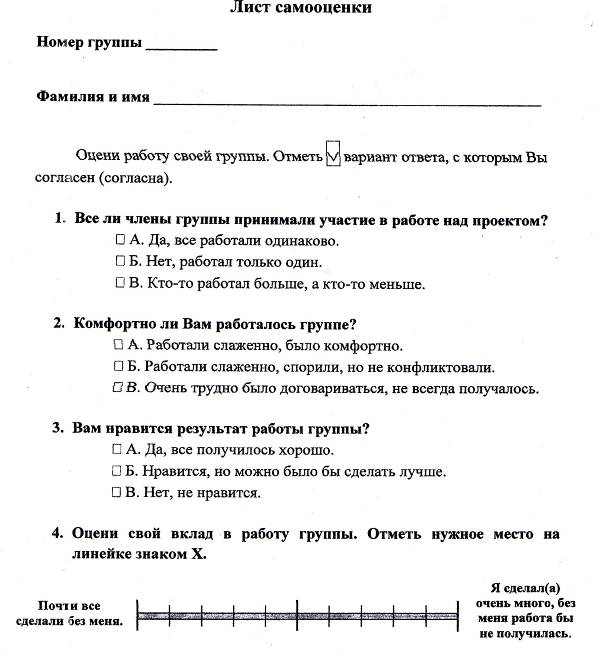 Лист самооценки
Номер группы
Фамилия и имя
Оцени работу своей группы. Отметь вариант ответа, с которым Вы
согласен (согласна).
1. Все ли члены группы принимали участие в работе над проектом?
А. Да, все работали одинаково.
Б. Нет, работал только один.
В. Кто-то работал больше, а кто-то меньше.
2. Комфортно ли Вам работалось группе?
А. Работали слаженно, было комфортно.
Б. Работали слаженно, спорили, но не конфликтовали.
В. Очень трудно было договариваться, не всегда получалось.
3. Вам нравится результат работы группы?
А. Да, все получилось хорошо.
Б. Нравится, но можно было бы сделать лучше.
В. Нет, не нравится.
4. Оцени свой вклад в работу группы. Отметь нужное место на
линейке знаком Х.
Почти все
сделали без меня.
Я сделал(а)
очень много, без
меня работа бы
не получилась.